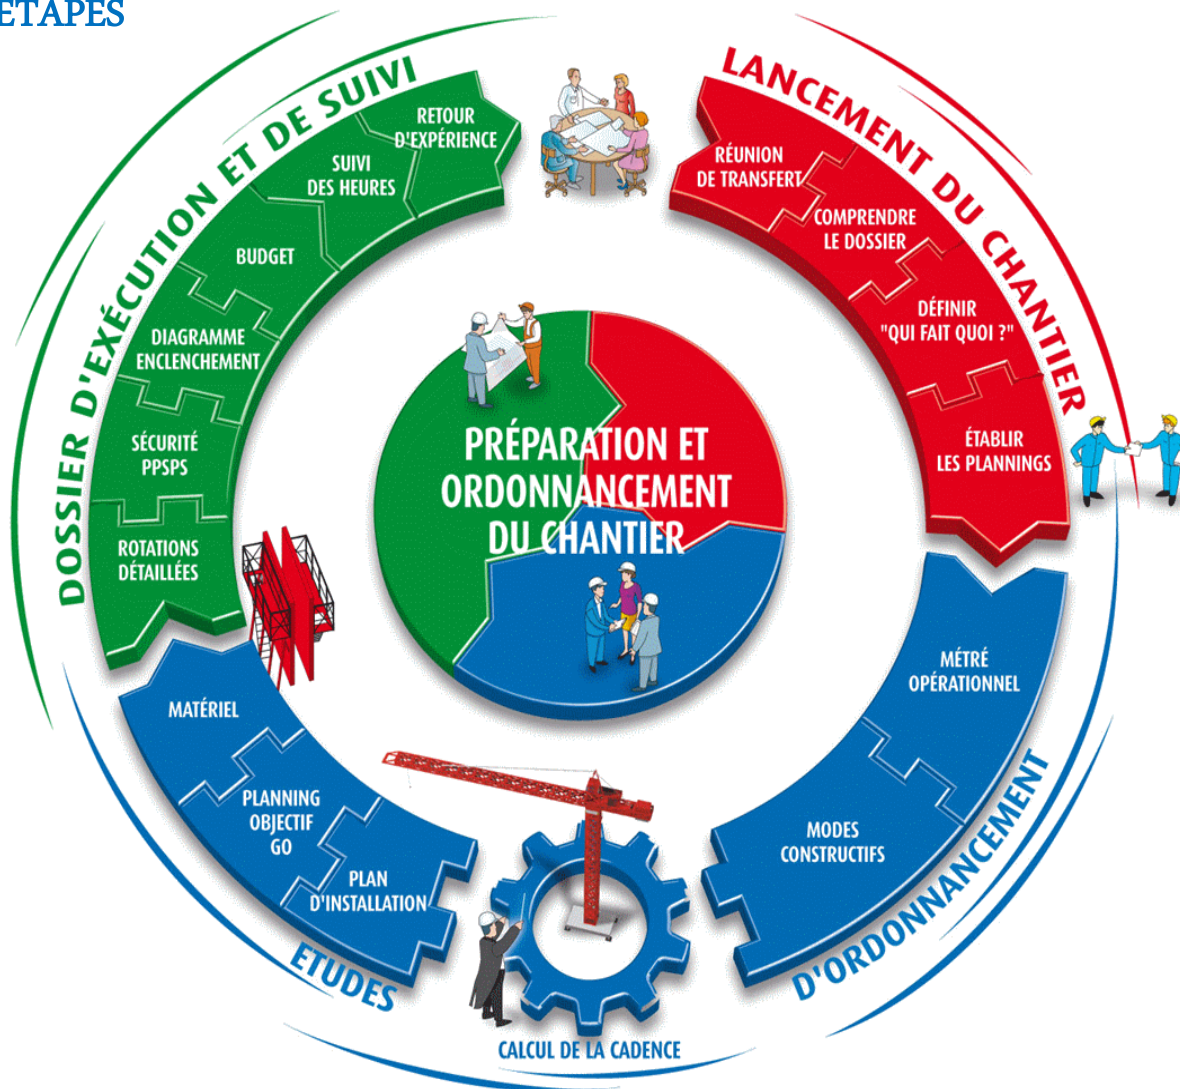 ETAPES
LANCEMENT DU CHANTIER
RÉUNION
DE TRANSFERT
COMPRENDRE
LE DOSSIER
DÉFINIR
"QUI FAIT QUOI ?"
ÉTABLIR
LES PLANNINGS
ETUDES D'ORDONNANCEMENT
MÉTRÉ
OPÉRATIONNEL
MODES
CONSTRUCTIFS
CALCUL DE LA CADENCE
PLAN
D'INSTALLATION
PLANNING
OBJECTIF
GO
MATÉRIEL
DOSSIER D'EXÉCUTION ET DE SUIVI
ROTATIONS
DÉTAILLÉES
SÉCURITÉ
PPSPS
DIAGRAMME
ENCLENCHEMENT
BUDGET
SUIVI
DES HEURES
RETOUR
D'EXPÉRIENCE
PRÉPARATION ET
ORDONNANCEMENT
DU CHANTIER